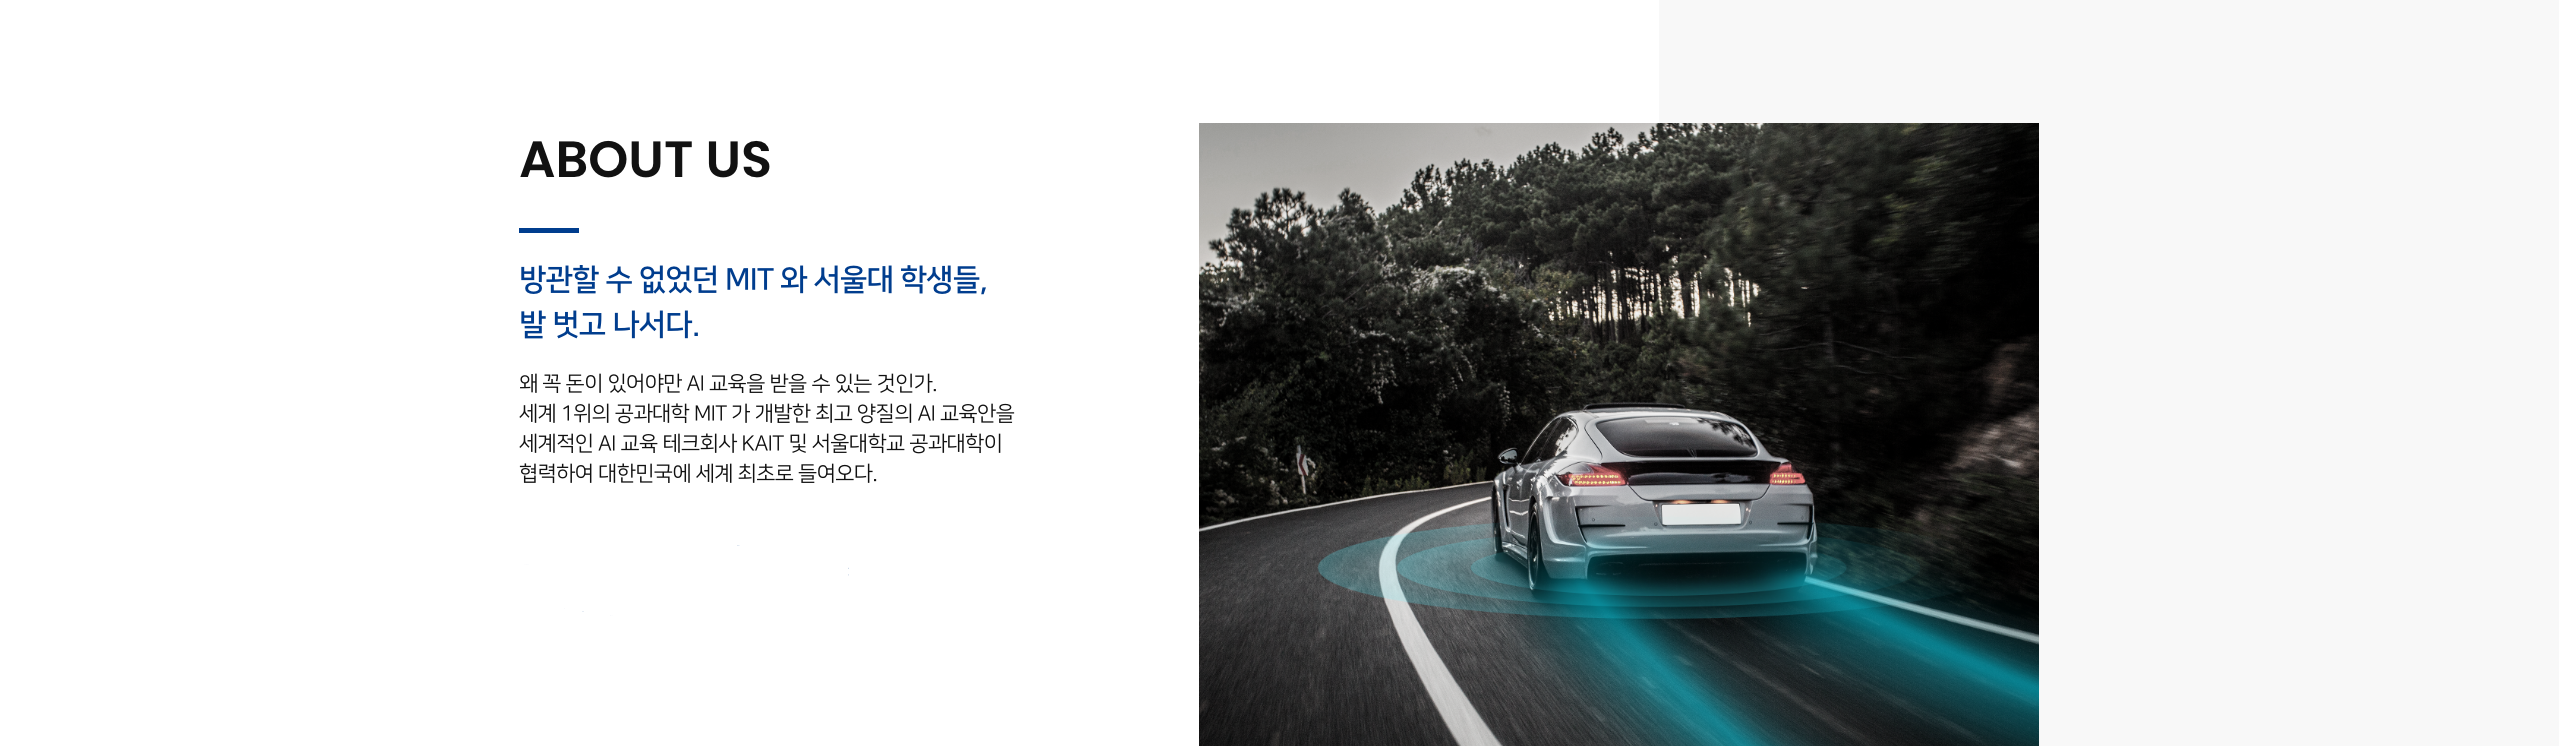 ABOUT US
방관할 수 없었던 MIT 와 서울대 학생들,
발 벗고 나서다.
왜 꼭 돈이 있어야만 AI 교육을 받을 수 있는 것인가.
세계 1위의 공과대학 MIT 가 개발한 최고 양질의 AI 교육안을
세계적인 AI 교육 테크회사 KAIT 및 서울대학교 공과대학이
협력하여 대한민국에 세계 최초로 들여오다.